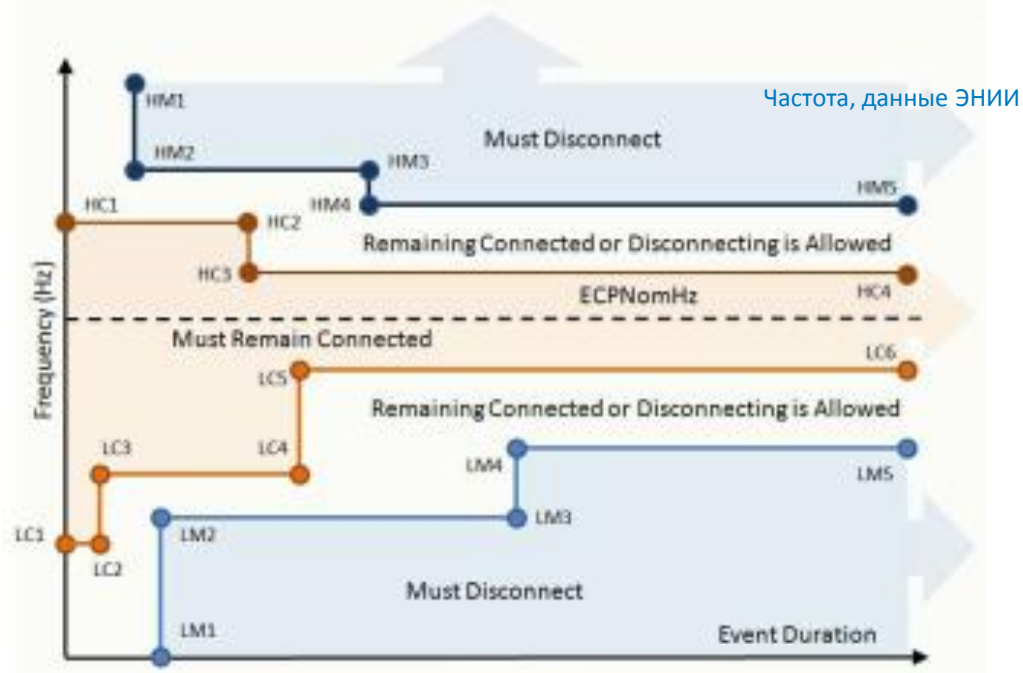 HM1
Частота, данные ЭНИИ
Must Disconnect
HM2
HM3
HM4
HM5
HC1
HC2
Remaining Connected or Disconnecting is Allowed
HC3
ECPNomHz
HC4
Frequency (Hz)
Must Remain Connected
LC6
LC5
Remaining Connected or Disconnecting is Allowed
LC3
LC4
LM4
LM5
LC1
LM2
LM3
LC2
Must Disconnect
LM1
Event Duration